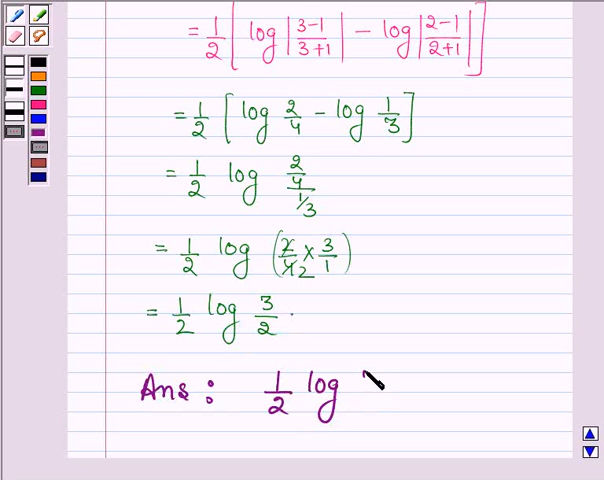 = 1/2 [ log |3-1/3+1| - log |2-1/2+1| ]
= 1/2 [ log 2/4 - log 1/3 ]
= 1/2 log 2/4 / 1/3
= 1/2 log (2/4 2 × 3/1)
= 1/2 log 3/2
Ans : 1/2 log